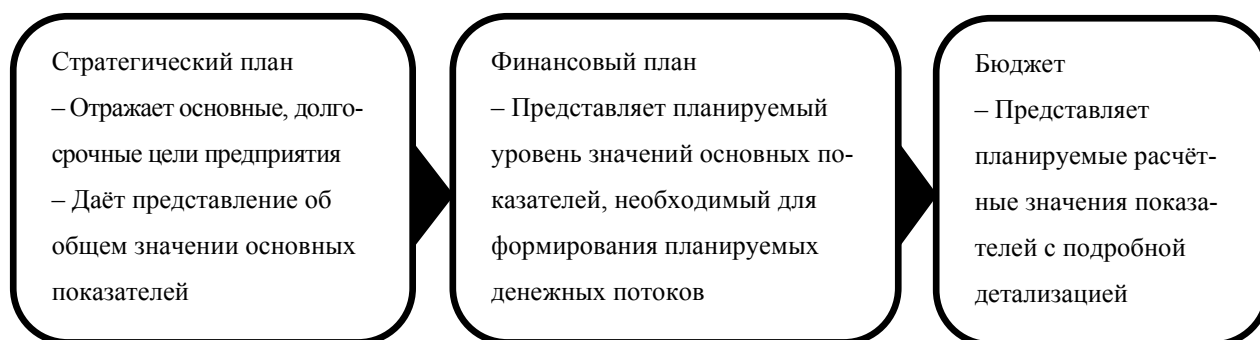 Стратегический план
– Отражает основные, долго-
срочные цели предприятия
– Даёт представление об
общем значении основных
показателей
Финансовый план
– Представляет планируемый
уровень значений основных по-
казателей, необходимый для
формирования планируемых
денежных потоков
Бюджет
– Представляет
планируемые расчёт-
ные значения показа-
телей с подробной
детализацией